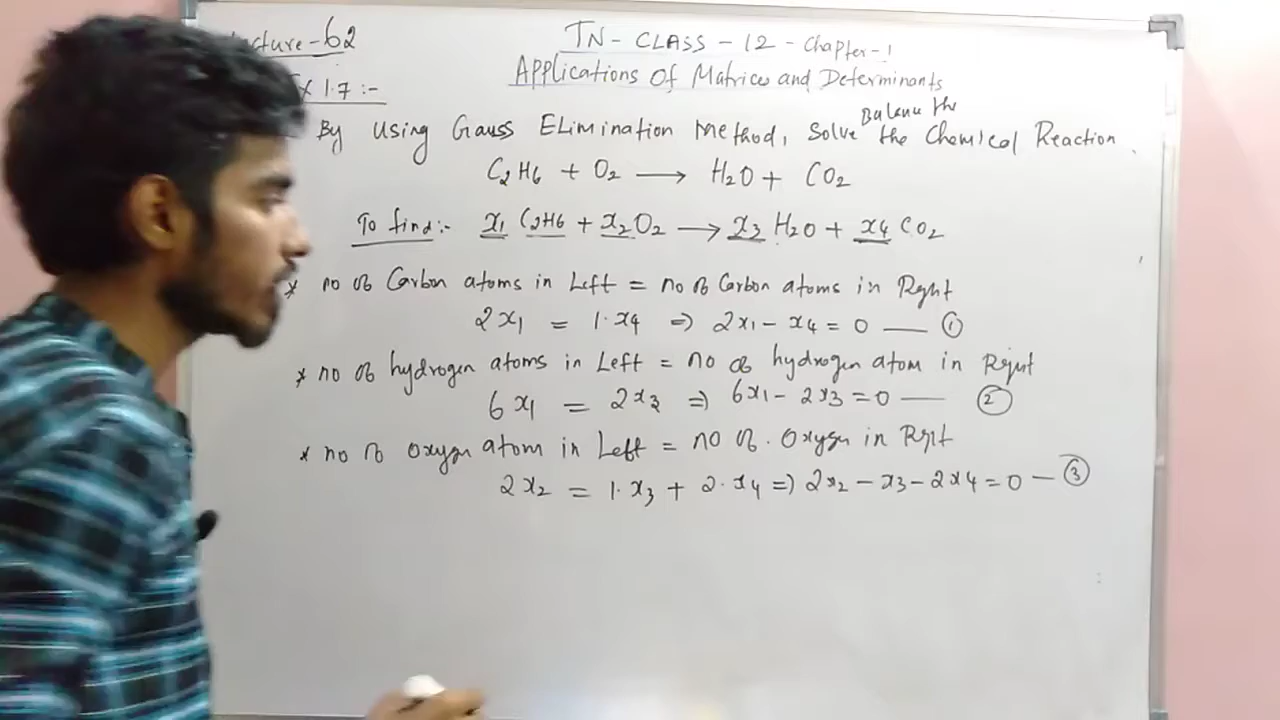 cture-62
TN- CLASS - 12 - Chapter-1
Applications Of Matrices and Determinants
Ex 1.7 :-
Balance the
By Using Gauss Elimination Method, Solve the Chemical Reaction.
C2H6 + O2 → H2O + CO2
To find:- x1 C2H6 + x2 O2 → x3 H2O + x4 CO2
* no of Carbon atoms in Left = no of Carbon atoms in Right
2x1 = 1·x4 ⇒ 2x1 - x4 = 0 — ①
* no of hydrogen atoms in Left = no of hydrogen atom in Right
6x1 = 2x3 ⇒ 6x1 - 2x3 = 0 — ②
* no of Oxygen atom in Left = no of. Oxygen in Right
2x2 = 1·x3 + 2·x4 ⇒ 2x2 - x3 - 2x4 = 0 — ③